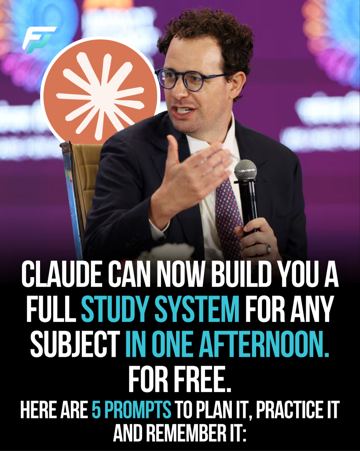 CLAUDE CAN NOW BUILD YOU A
FULL STUDY SYSTEM FOR ANY
SUBJECT IN ONE AFTERNOON.
FOR FREE.
HERE ARE 5 PROMPTS TO PLAN IT, PRACTICE IT
AND REMEMBER IT: